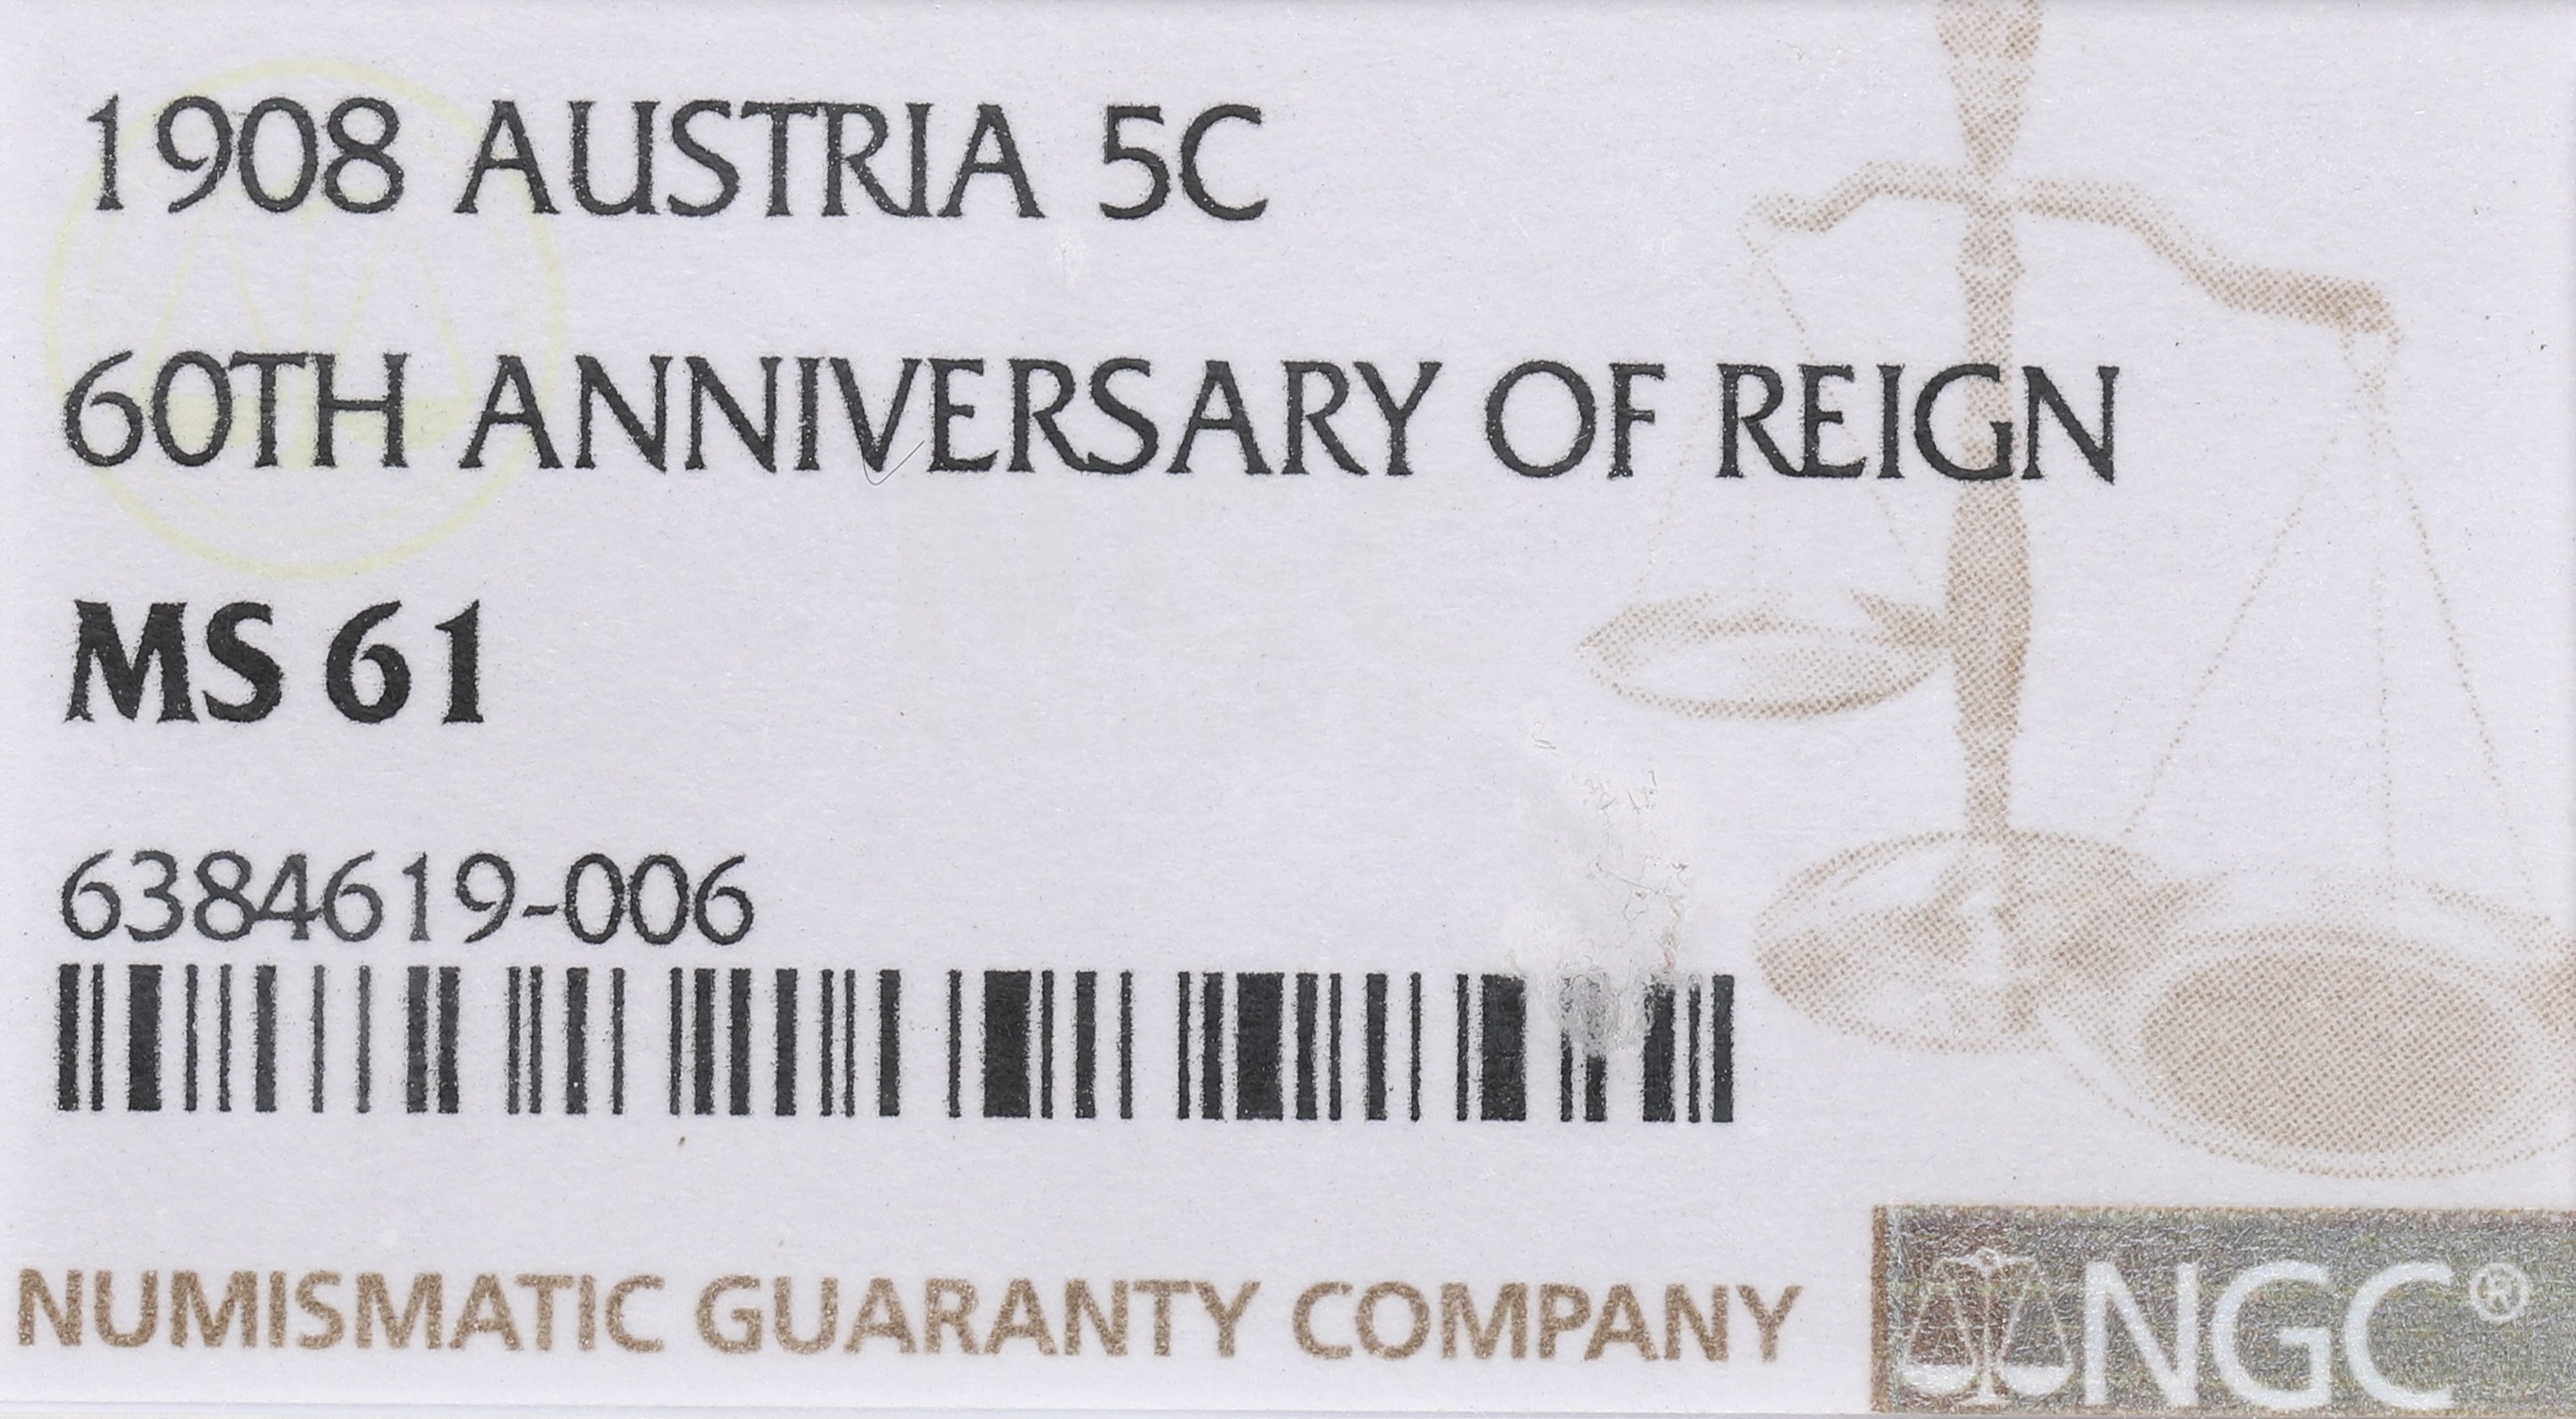 1908 AUSTRIA 5C
60TH ANNIVERSARY OF REIGN
MS 61
6384619-006
NUMISMATIC GUARANTY COMPANY
NGC®